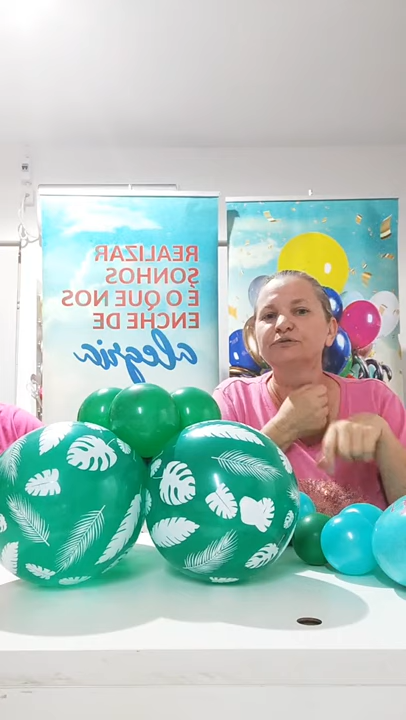 REALIZAR
SONHOS
É O QUE NOS
ENCHE DE
alegria